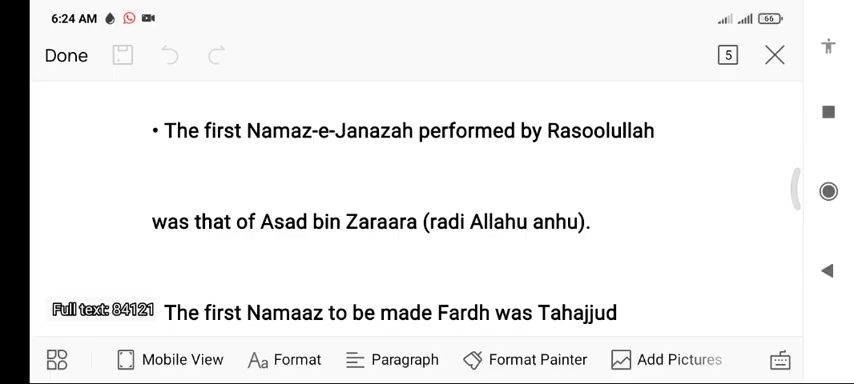 6:24 AM
66
Done
5
• The first Namaz-e-Janazah performed by Rasoolullah
was that of Asad bin Zaraara (radi Allahu anhu).
Full text: 84121
The first Namaaz to be made Fardh was Tahajjud
Mobile View
Aa Format
Paragraph
Format Painter
Add Pictures